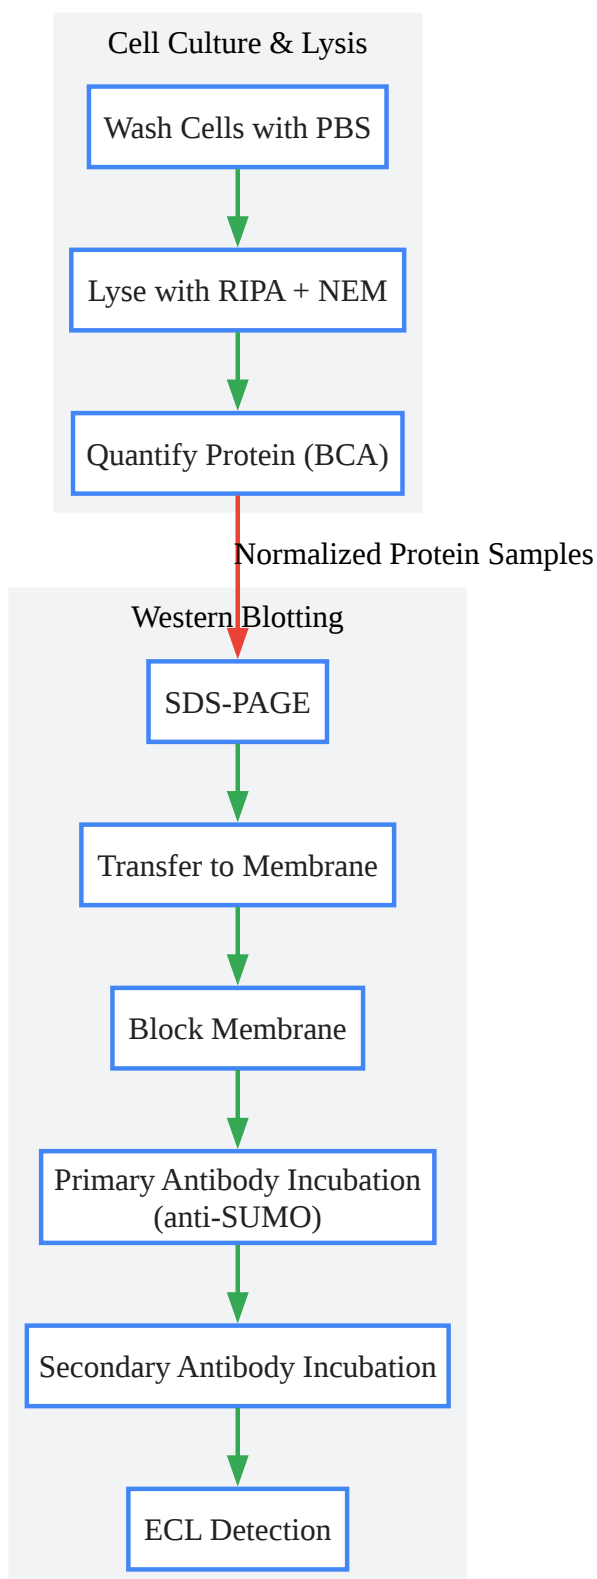 Cell Culture & Lysis
Wash Cells with PBS
Lyse with RIPA + NEM
Quantify Protein (BCA)
Normalized Protein Samples
Western Blotting
SDS-PAGE
Transfer to Membrane
Block Membrane
Primary Antibody Incubation
(anti-SUMO)
Secondary Antibody Incubation
ECL Detection